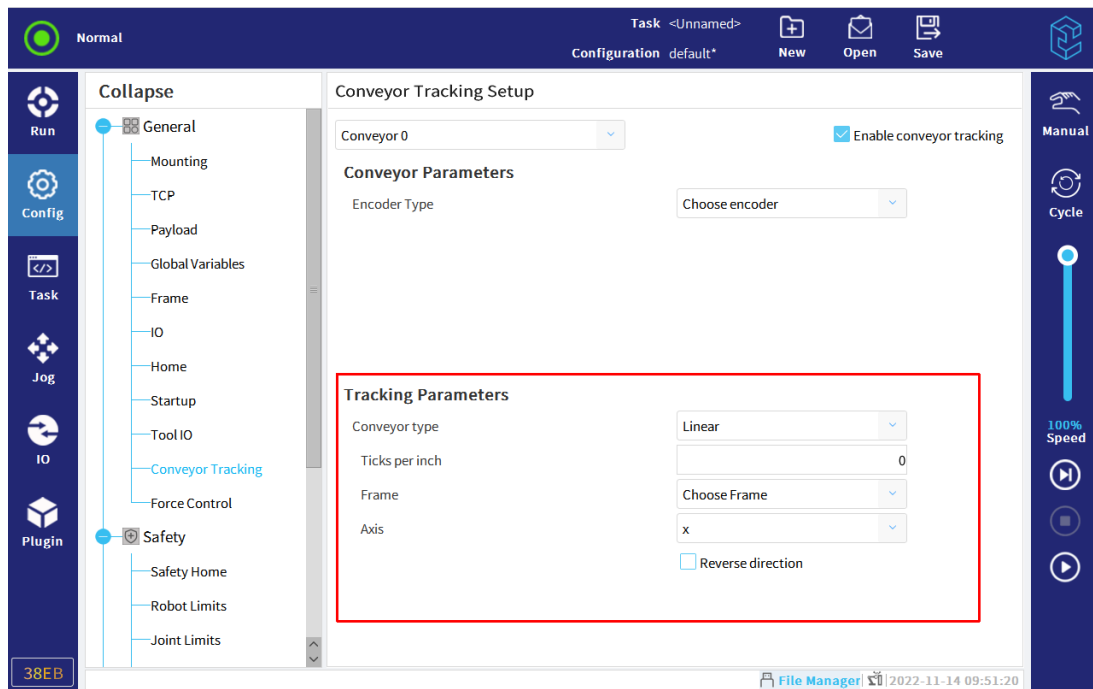 Normal
Task <Unnamed>
Configuration default*
New
Open
Save
Run
Config
Task
Jog
IO
Plugin
38EB
Collapse
General
Mounting
TCP
Payload
Global Variables
Frame
IO
Home
Startup
Tool IO
Conveyor Tracking
Force Control
Safety
Safety Home
Robot Limits
Joint Limits
Conveyor Tracking Setup
Conveyor 0
Enable conveyor tracking
Conveyor Parameters
Encoder Type Choose encoder
Tracking Parameters
Conveyor type Linear
Ticks per inch 0
Frame Choose Frame
Axis x
Reverse direction
Manual
Cycle
100%
Speed
File Manager 2022-11-14 09:51:20